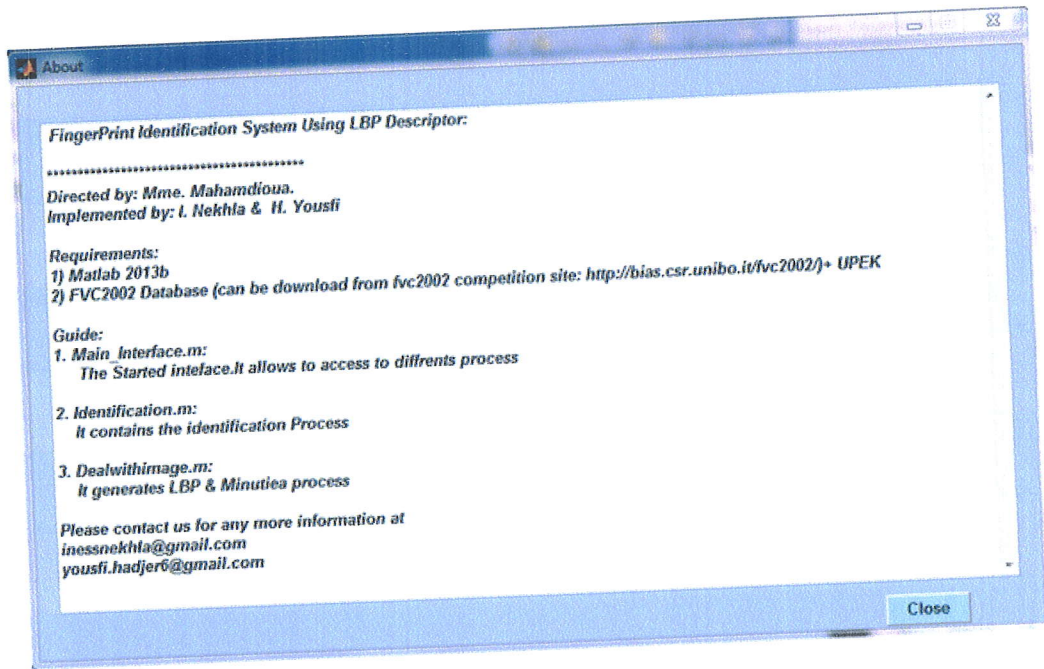 About
FingerPrint Identification System Using LBP Descriptor:
******************************************
Directed by: Mme. Mahamdioua.
Implemented by: I. Nekhla & H. Yousfi
Requirements:
1) Matlab 2013b
2) FVC2002 Database (can be download from fvc2002 competition site: http://bias.csr.unibo.it/fvc2002/)+ UPEK
Guide:
1. Main_Interface.m:
The Started inteface.It allows to access to diffrents process
2. Identification.m:
It contains the identification Process
3. Dealwithimage.m:
It generates LBP & Minutiea process
Please contact us for any more information at
inessnekhla@gmail.com
yousfi.hadjer6@gmail.com
Close